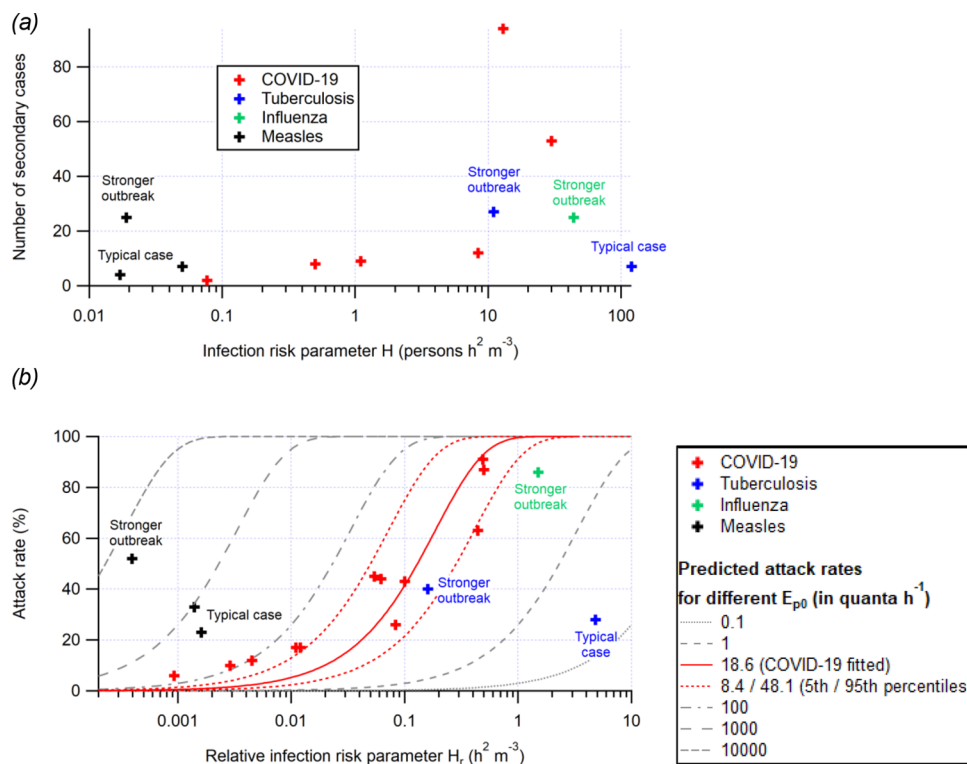 (a)
Number of secondary cases
80
60
40
20
0
COVID-19
Tuberculosis
Influenza
Measles
Stronger
outbreak
Typical case
Stronger
outbreak
Stronger
outbreak
Typical case
0.01
0.1
1
10
100
Infection risk parameter H (persons h² m⁻³)
(b)
Attack rate (%)
100
80
60
40
20
0
Stronger
outbreak
Typical case
Stronger
outbreak
Stronger
outbreak
Typical
case
0.001
0.01
0.1
1
10
Relative infection risk parameter Hᵣ (h² m⁻³)
COVID-19
Tuberculosis
Influenza
Measles
Predicted attack rates
for different Eₚ₀ (in quanta h⁻¹)
0.1
1
18.6 (COVID-19 fitted)
8.4 / 48.1 (5th / 95th percentiles
100
1000
10000